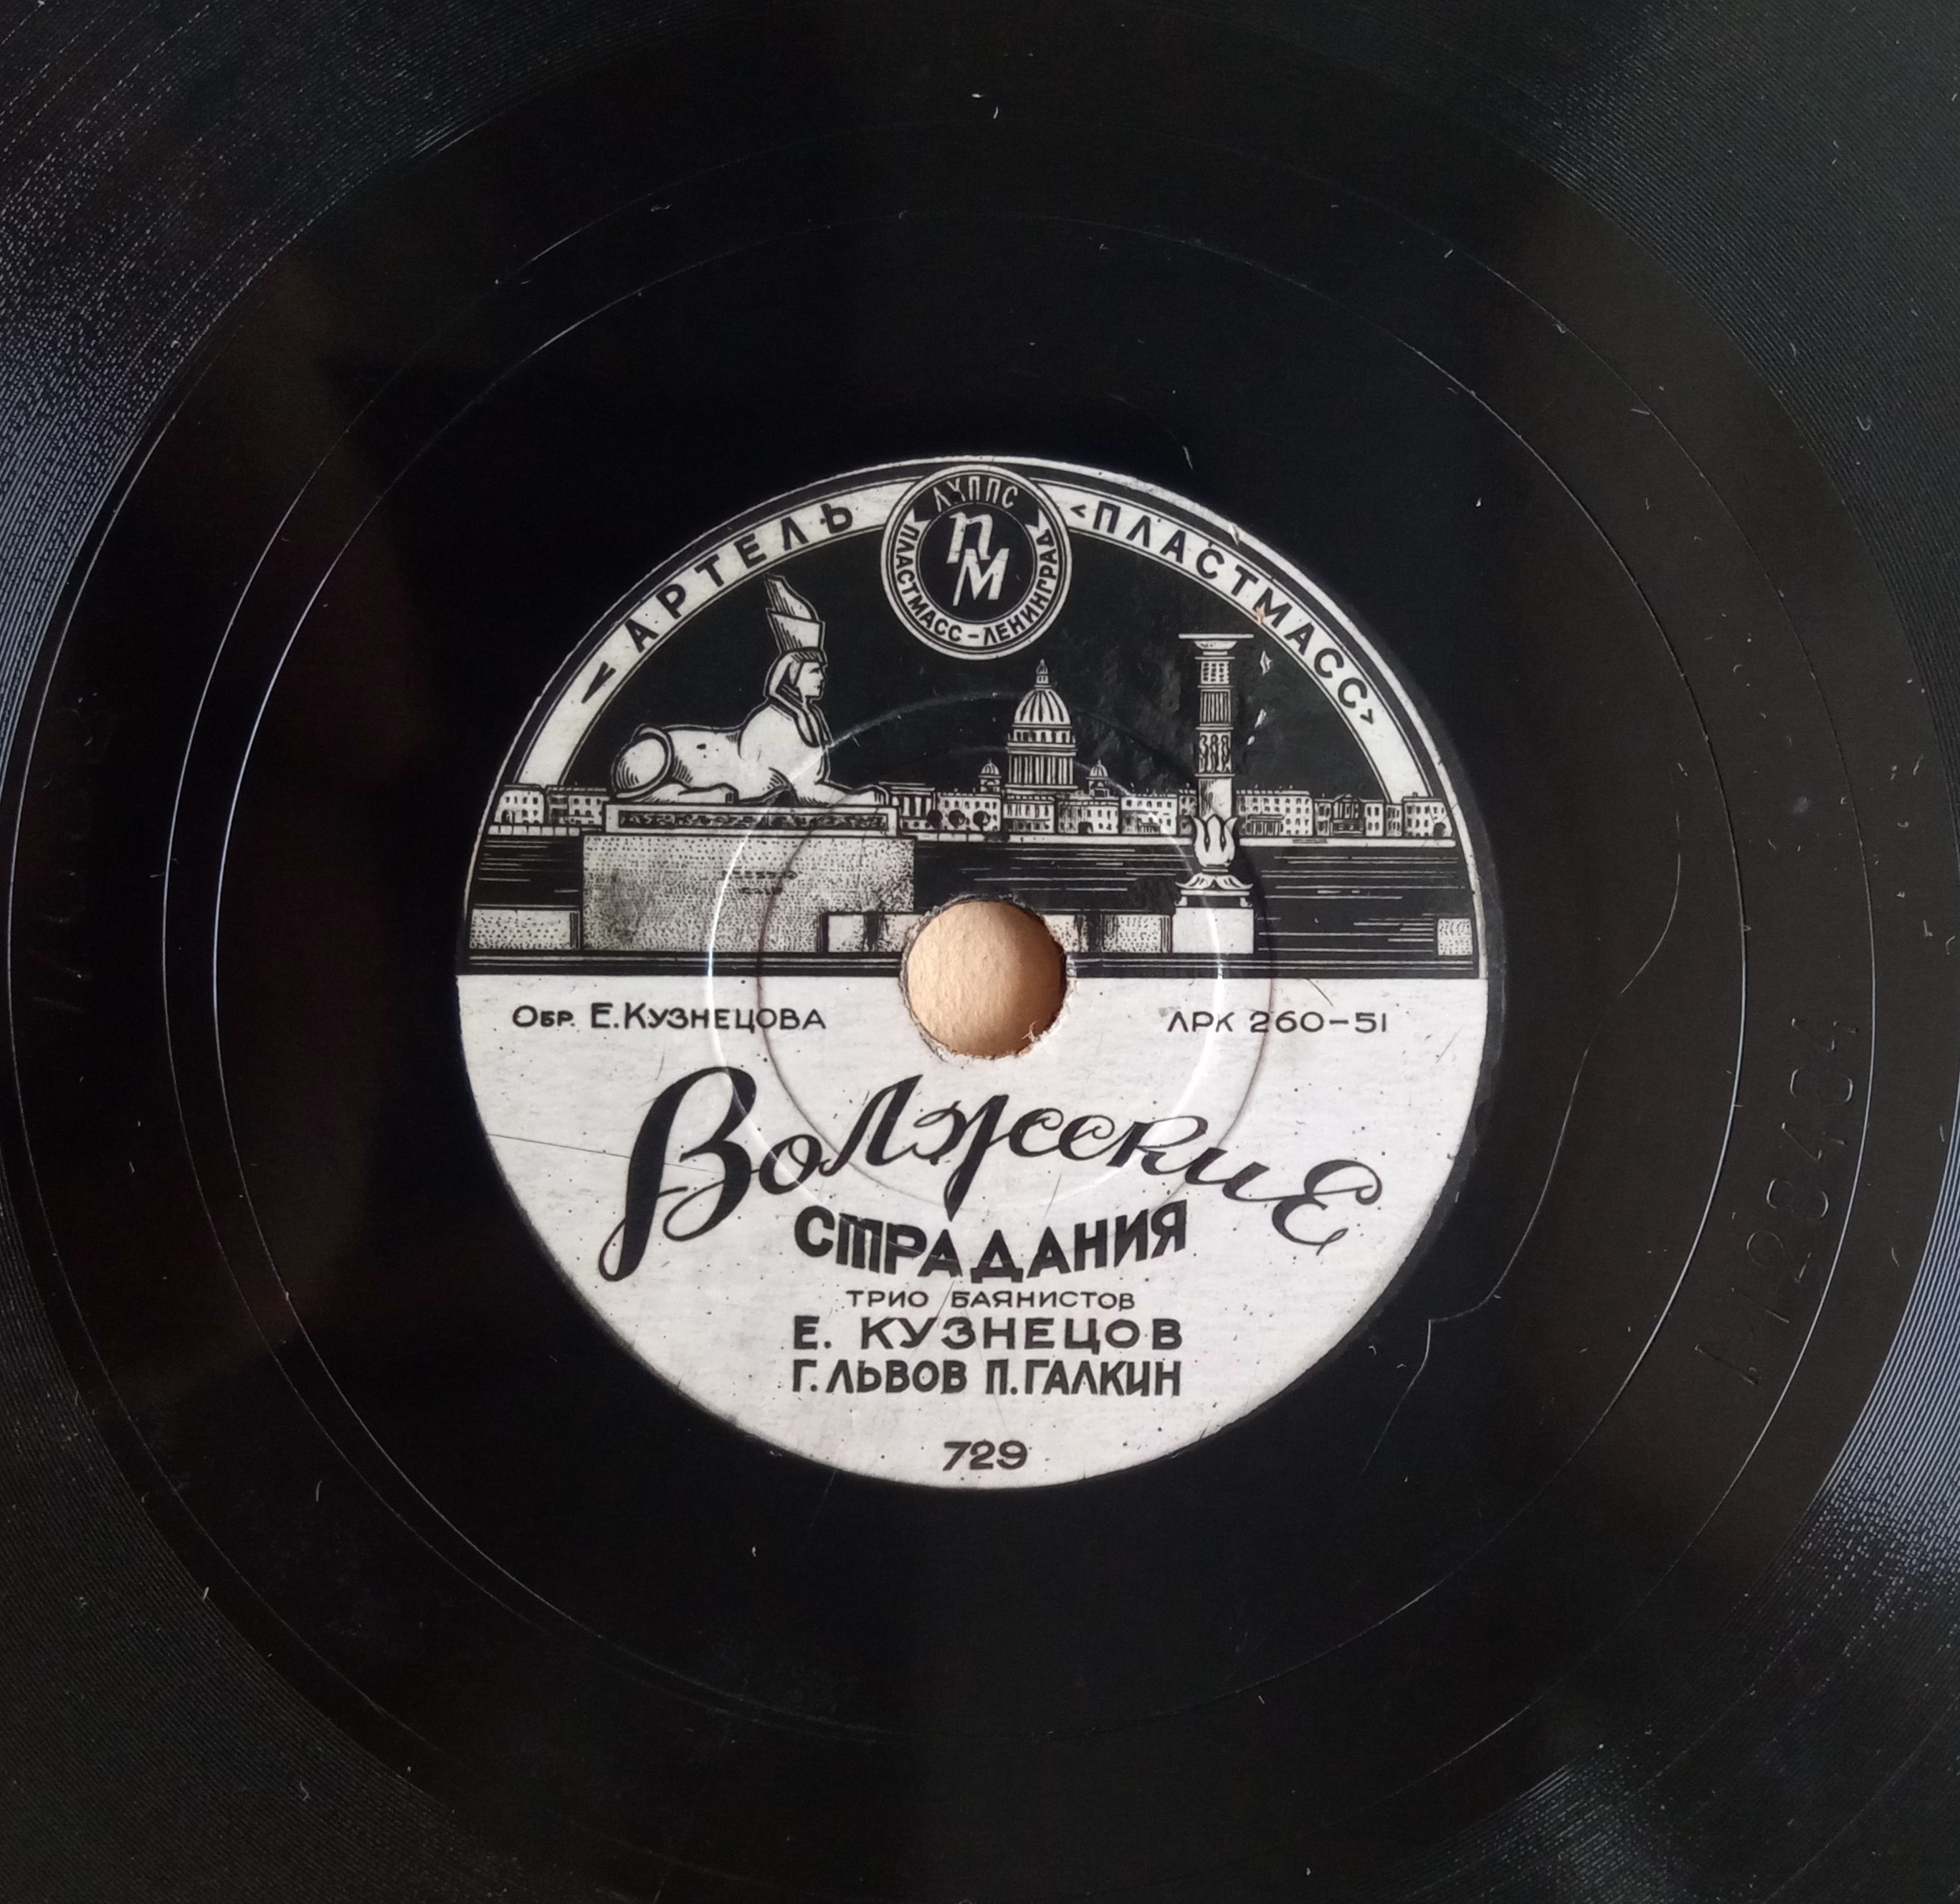 АРТЕЛЬ «ПЛАСТМАСС»
ЛУППС
ПМ
ПЛАСТМАСС-ЛЕНИНГРАД
ОБР. Е.КУЗНЕЦОВА
ЛРК 260-51
Волжские
СТРАДАНИЯ
ТРИО БАЯНИСТОВ
Е. КУЗНЕЦОВ
Г.ЛЬВОВ П.ГАЛКИН
729